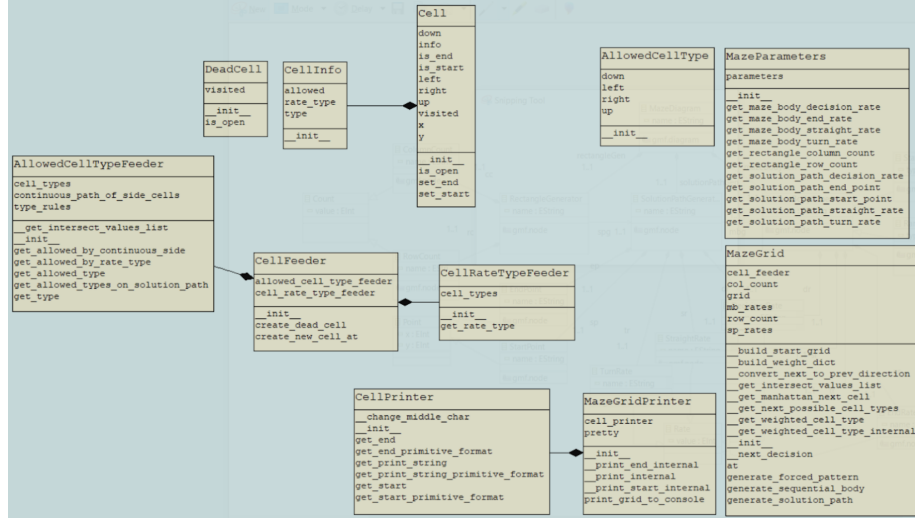 Cell
down
info
is_end
is_start
left
right
up
visited
x
y
__init__
is_open
set_end
set_start
DeadCell
visited
__init__
is_open
CellInfo
allowed
rate_type
type
__init__
AllowedCellType
down
left
right
up
__init__
MazeParameters
parameters
__init__
get_maze_body_decision_rate
get_maze_body_end_rate
get_maze_body_straight_rate
get_maze_body_turn_rate
get_rectangle_column_count
get_rectangle_row_count
get_solution_path_decision_rate
get_solution_path_end_point
get_solution_path_start_point
get_solution_path_straight_rate
get_solution_path_turn_rate
AllowedCellTypeFeeder
cell_types
continuous_path_of_side_cells
type_rules
__get_intersect_values_list
__init__
get_allowed_by_continuous_side
get_allowed_by_rate_type
get_allowed_type
get_allowed_types_on_solution_path
get_type
CellFeeder
allowed_cell_type_feeder
cell_rate_type_feeder
__init__
create_dead_cell
create_new_cell_at
CellRateTypeFeeder
cell_types
__init__
get_rate_type
MazeGrid
cell_feeder
col_count
grid
mb_rates
row_count
sp_rates
__build_start_grid
__build_weight_dict
__convert_next_to_prev_direction
__get_intersect_values_list
__get_manhattan_next_cell
__get_next_possible_cell_types
__get_weighted_cell_type
__get_weighted_cell_type_internal
__init__
__next_decision
at
generate_forced_pattern
generate_sequential_body
generate_solution_path
CellPrinter
__change_middle_char
__init__
get_end
get_end_primitive_format
get_print_string
get_print_string_primitive_format
get_start
get_start_primitive_format
MazeGridPrinter
cell_printer
pretty
__init__
__print_end_internal
__print_internal
__print_start_internal
print_grid_to_console